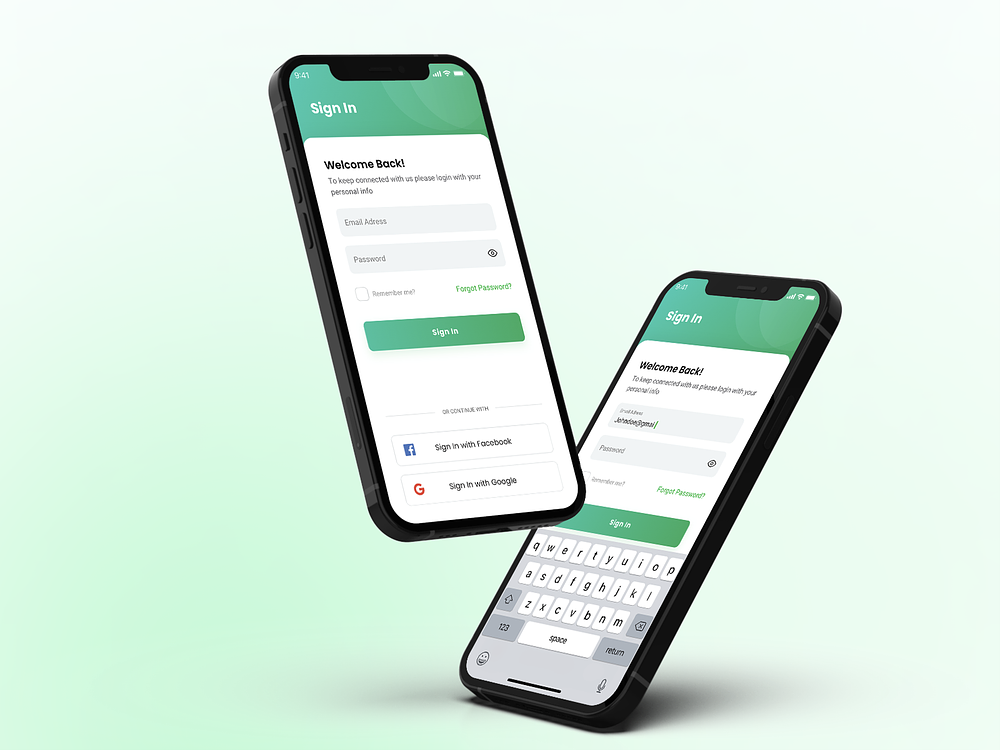 9:41
Sign In
Welcome Back!
To keep connected with us please login with your
personal info
Email Adress
Password
Remember me?
Forgot Password?
Sign In
OR CONTINUE WITH
Sign In with Facebook
Sign In with Google
9:41
Sign In
Welcome Back!
To keep connected with us please login with your
personal info
Email Adress
Johndoe@gmai
Password
Remember me?
Forgot Password?
Sign In
q w e r t y u i o p
a s d f g h j k l
z x c v b n m
123 space return